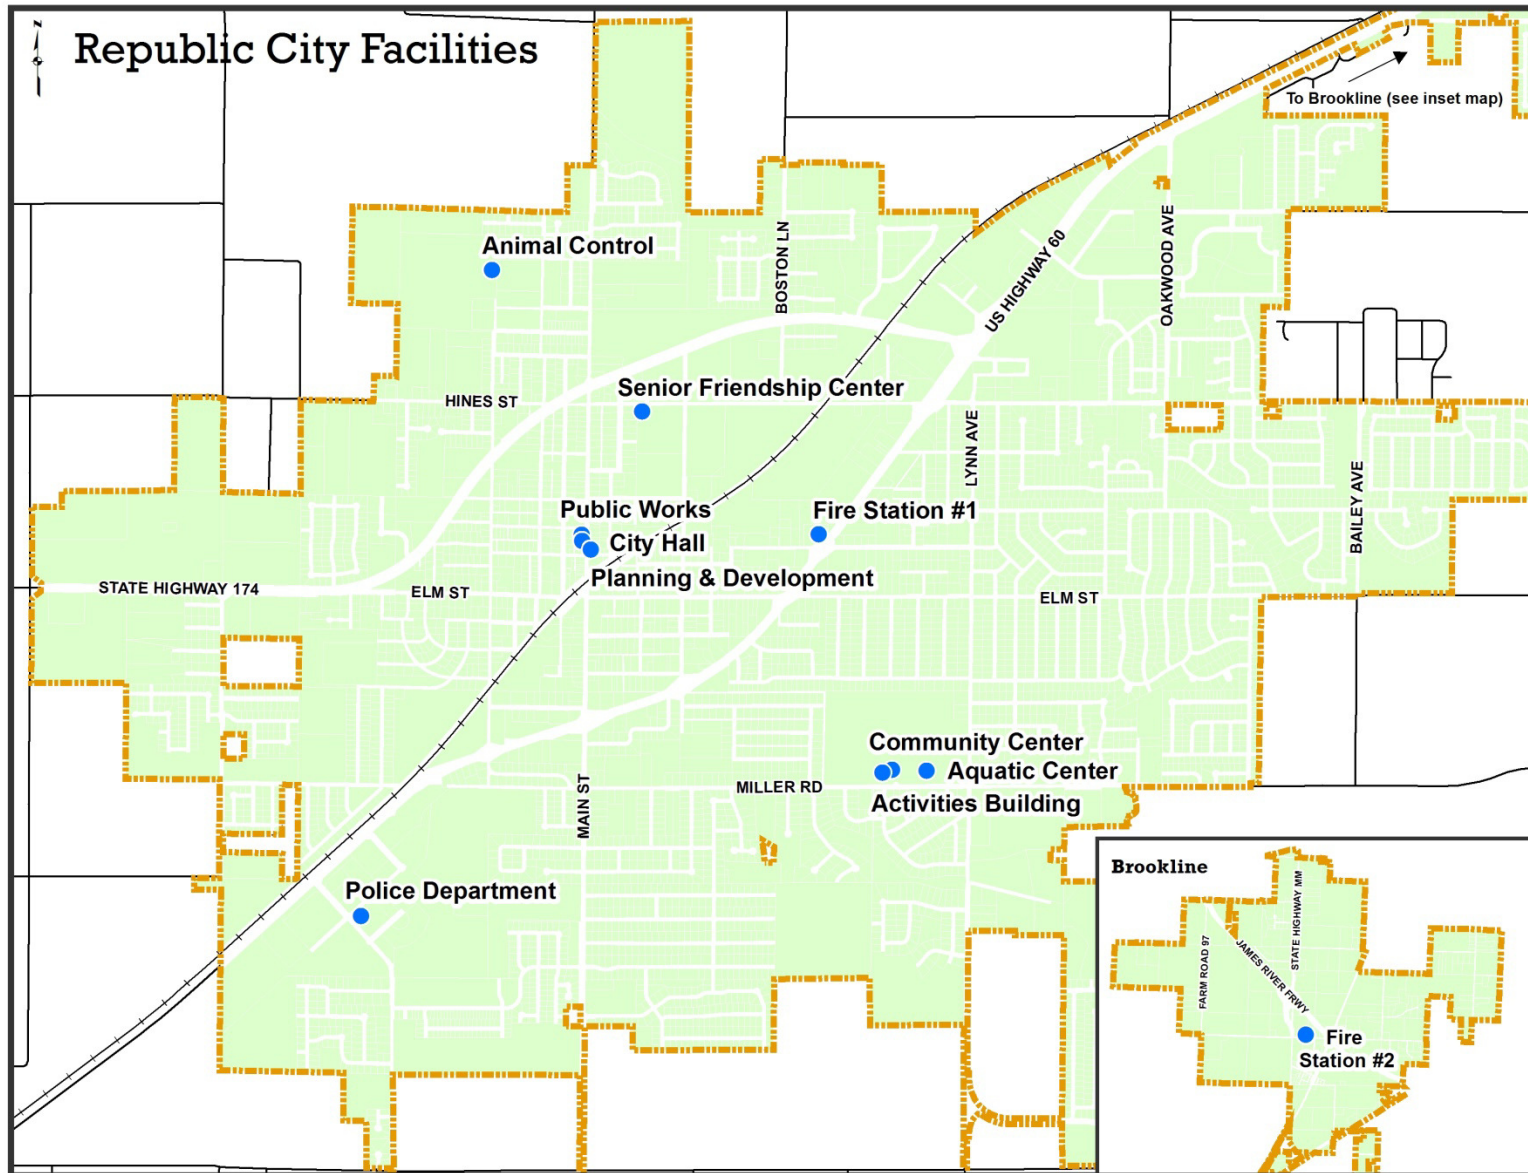 N
Republic City Facilities
To Brookline (see inset map)
Animal Control
BOSTON LN
US HIGHWAY 60
OAKWOOD AVE
HINES ST
Senior Friendship Center
LYNN AVE
BAILEY AVE
Public Works
City Hall
Planning & Development
Fire Station #1
STATE HIGHWAY 174
ELM ST
ELM ST
Community Center
Aquatic Center
Activities Building
MILLER RD
MAIN ST
Police Department
Brookline
FARM ROAD 97
JAMES RIVER FRWY
STATE HIGHWAY MM
Fire
Station #2